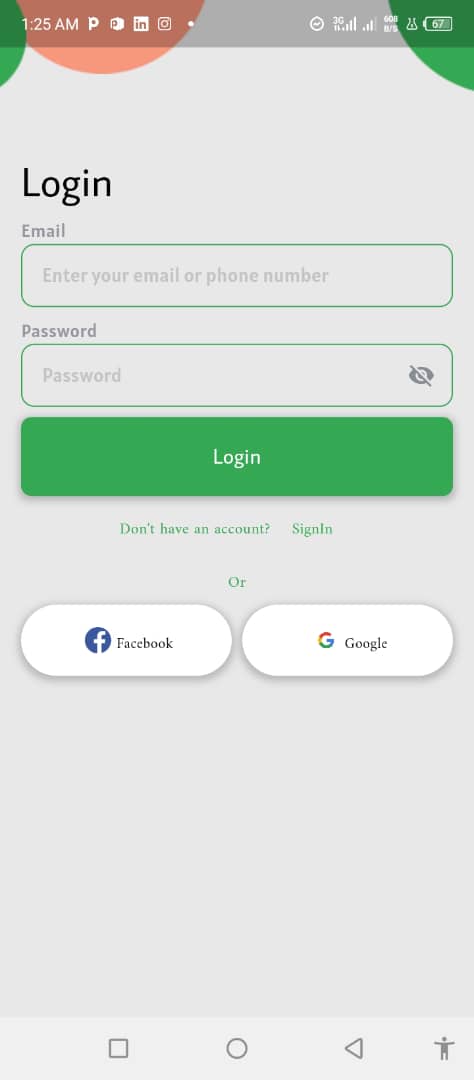 1:25 AM 3G 608 B/S 67
Login
Email
Enter your email or phone number
Password
Password
Login
Don't have an account? SignIn
Or
Facebook Google